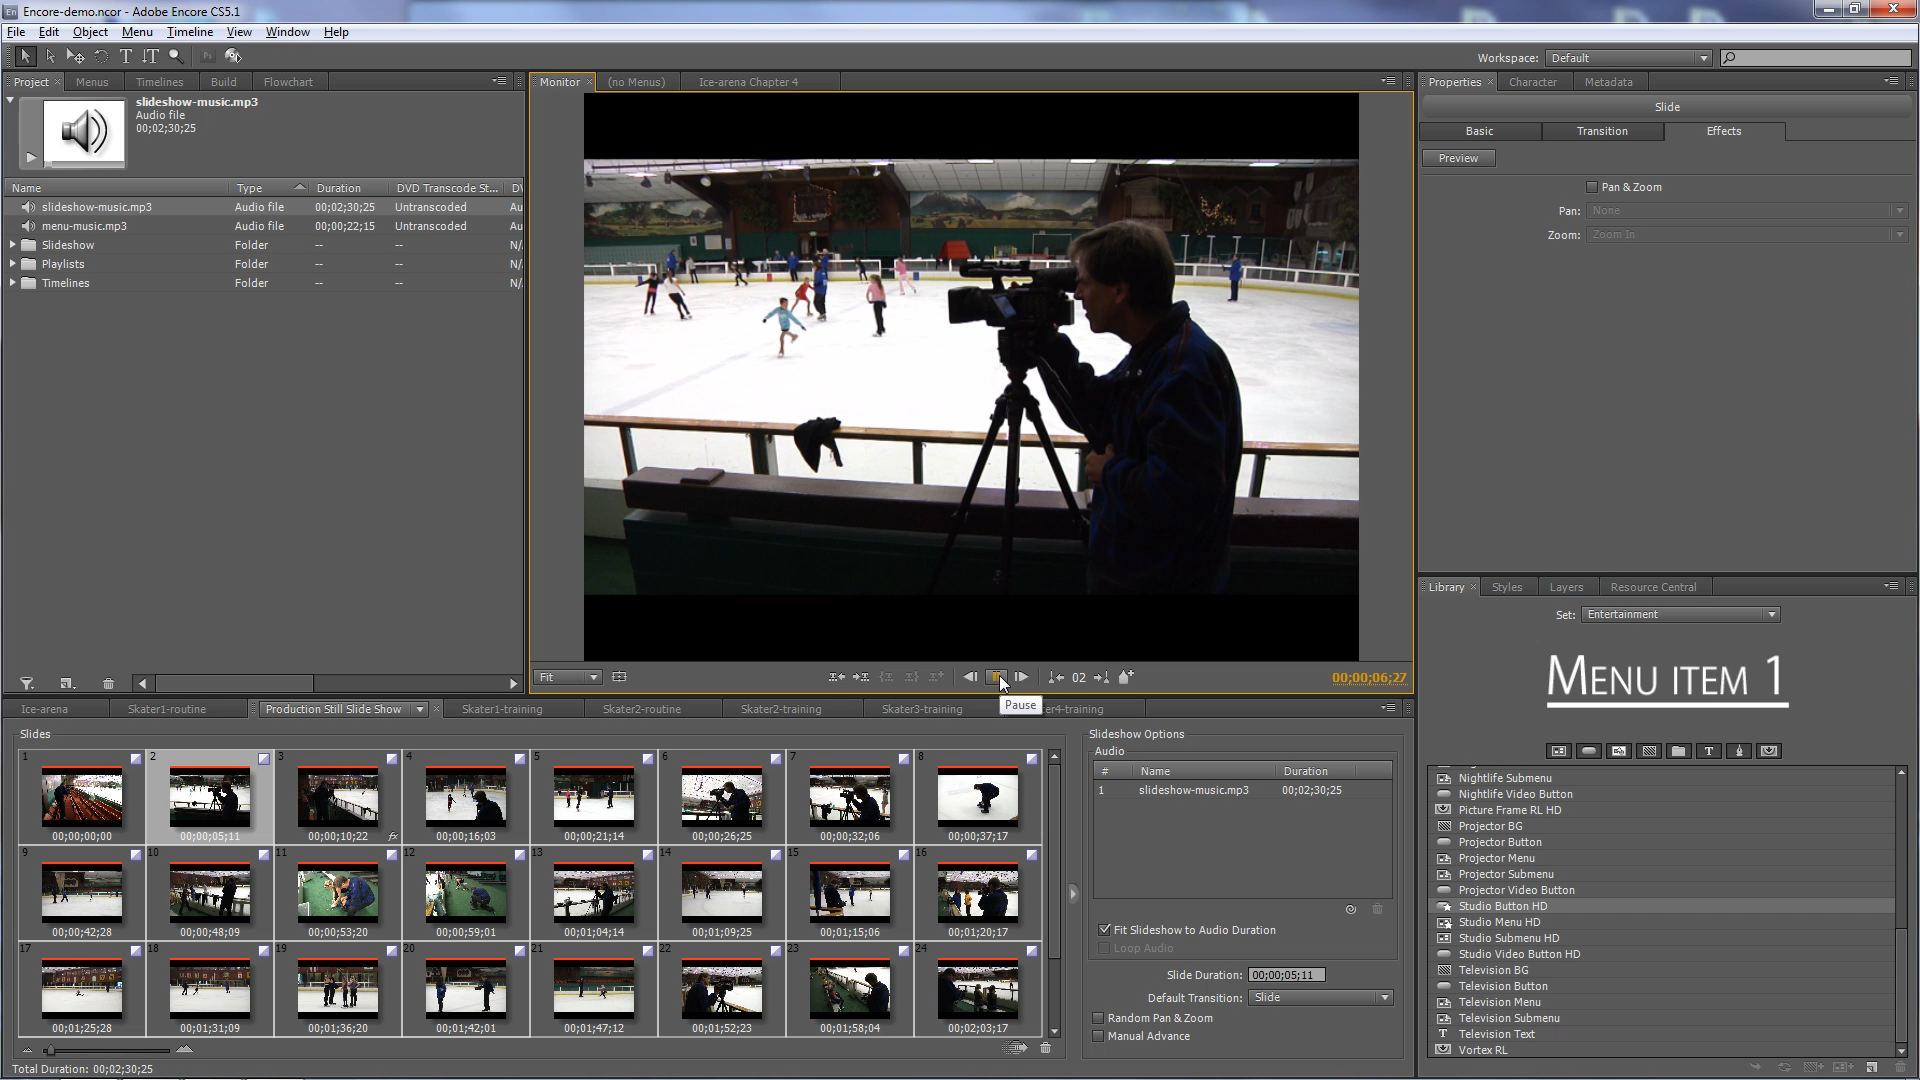 Encore-demo.ncor - Adobe Encore CS5.1
File Edit Object Menu Timeline View Window Help
Workspace: Default
Project Menus Timelines Build Flowchart
slideshow-music.mp3
Audio file
00;02;30;25
Name Type Duration DVD Transcode St...
slideshow-music.mp3 Audio file 00;02;30;25 Untranscoded Au
menu-music.mp3 Audio file 00;00;22;15 Untranscoded Au
Slideshow Folder -- -- N/
Playlists Folder -- -- N/
Timelines Folder -- -- N/
Monitor (no Menus) Ice-arena Chapter 4
Fit 02 00;00;06;27
Pause
Properties Character Metadata
Slide
Basic Transition Effects
Preview
Pan & Zoom
Pan: None
Zoom: Zoom In
Library Styles Layers Resource Central
Set: Entertainment
MENU ITEM 1
Nightlife Submenu
Nightlife Video Button
Picture Frame RL HD
Projector BG
Projector Button
Projector Menu
Projector Submenu
Projector Video Button
Studio Button HD
Studio Menu HD
Studio Submenu HD
Studio Video Button HD
Television BG
Television Button
Television Menu
Television Submenu
Television Text
Vortex RL
Ice-arena Skater1-routine Production Still Slide Show Skater1-training Skater2-routine Skater2-training Skater3-training er4-training
Slides
1 2 3 4 5 6 7 8
00;00;00;00 00;00;05;11 00;00;10;22 fx 00;00;16;03 00;00;21;14 00;00;26;25 00;00;32;06 00;00;37;17
9 10 11 12 13 14 15 16
00;00;42;28 00;00;48;09 00;00;53;20 00;00;59;01 00;01;04;14 00;01;09;25 00;01;15;06 00;01;20;17
17 18 19 20 21 22 23 24
00;01;25;28 00;01;31;09 00;01;36;20 00;01;42;01 00;01;47;12 00;01;52;23 00;01;58;04 00;02;03;17
Total Duration: 00;02;30;25
Slideshow Options
Audio
# Name Duration
1 slideshow-music.mp3 00;02;30;25
Fit Slideshow to Audio Duration
Loop Audio
Slide Duration: 00;00;05;11
Default Transition: Slide
Random Pan & Zoom
Manual Advance